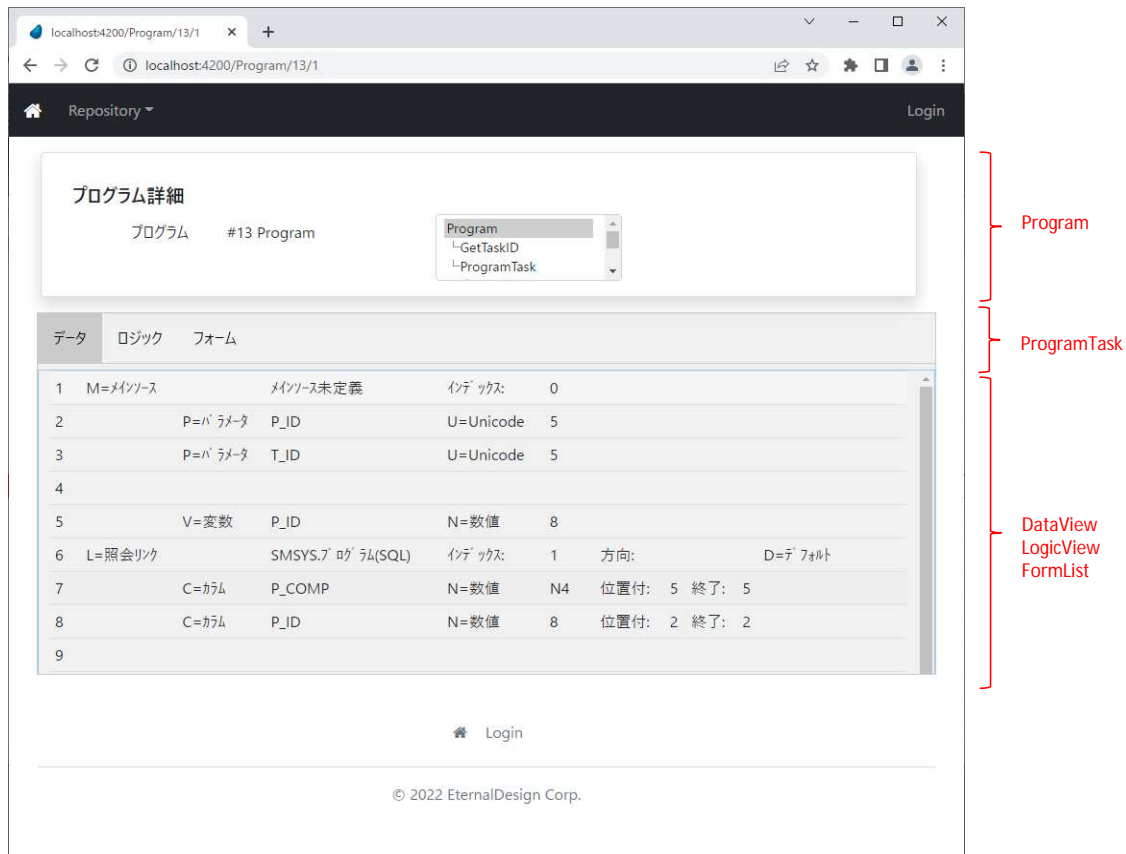 localhost:4200/Program/13/1
localhost:4200/Program/13/1
Repository
Login
プログラム詳細
プログラム #13 Program
Program
└GetTaskID
└ProgramTask
Program
データ ロジック フォーム
ProgramTask
1 M=ﾒｲﾝｿｰｽ ﾒｲﾝｿｰｽ未定義 ｲﾝﾃﾞｯｸｽ: 0
2 P=ﾊﾟﾗﾒｰﾀ P_ID U=Unicode 5
3 P=ﾊﾟﾗﾒｰﾀ T_ID U=Unicode 5
4
5 V=変数 P_ID N=数値 8
6 L=照会ﾘﾝｸ SMSYS.ﾌﾟﾛｸﾞﾗﾑ(SQL) ｲﾝﾃﾞｯｸｽ: 1 方向: D=ﾃﾞﾌｫﾙﾄ
7 C=ｶﾗﾑ P_COMP N=数値 N4 位置付: 5 終了: 5
8 C=ｶﾗﾑ P_ID N=数値 8 位置付: 2 終了: 2
9
DataView
LogicView
FormList
Login
© 2022 EternalDesign Corp.